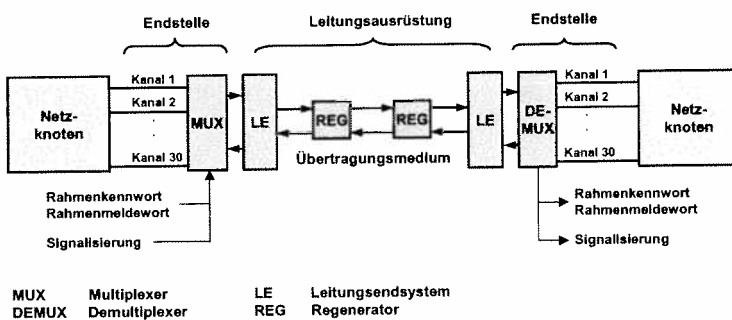 Endstelle
Leitungsausrüstung
Endstelle
Netz-
knoten
Kanal 1
Kanal 2
Kanal 30
MUX
LE
REG
REG
LE
DE-
MUX
Kanal 1
Kanal 2
Kanal 30
Netz-
knoten
Übertragungsmedium
Rahmenkennwort
Rahmenmeldewort
Signalisierung
Rahmenkennwort
Rahmenmeldewort
Signalisierung
MUX Multiplexer LE Leitungsendsystem
DEMUX Demultiplexer REG Regenerator